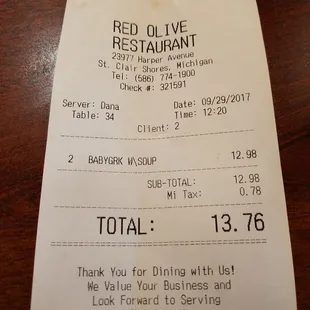 RED OLIVE
RESTAURANT
23977 Harper Avenue
St. Clair Shores, Michigan
Tel: (586) 774-1900
Check #: 321591
Server: Dana Date: 09/29/2017
Table: 34 Time: 12:20
Client: 2
2 BABYGRK W\SOUP 12.98
SUB-TOTAL: 12.98
Mi Tax: 0.78
TOTAL: 13.76
Thank You for Dining with Us!
We Value Your Business and
Look Forward to Serving